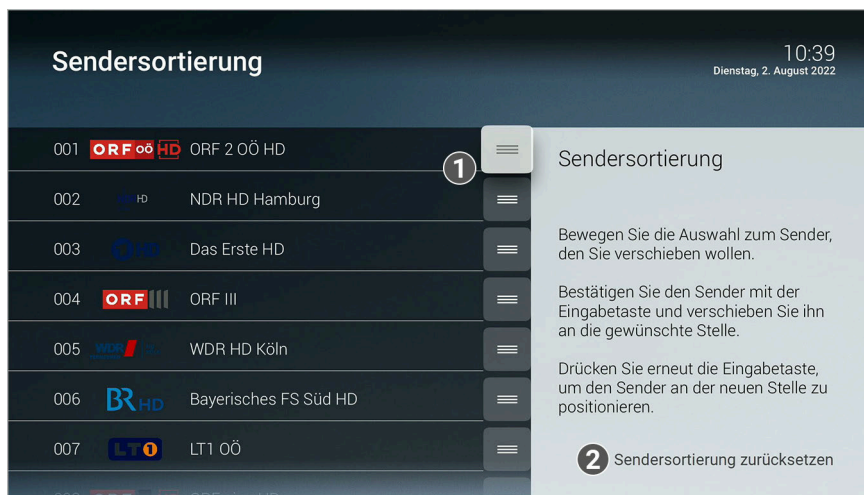 Sendersortierung
10:39
Dienstag, 2. August 2022
001 ORF oö HD ORF 2 OÖ HD
1
002 HD NDR HD Hamburg
003 HD Das Erste HD
004 ORF III ORF III
005 WDR WDR HD Köln
006 BR HD Bayerisches FS Süd HD
007 LT1 LT1 OÖ
Sendersortierung
Bewegen Sie die Auswahl zum Sender,
den Sie verschieben wollen.
Bestätigen Sie den Sender mit der
Eingabetaste und verschieben Sie ihn
an die gewünschte Stelle.
Drücken Sie erneut die Eingabetaste,
um den Sender an der neuen Stelle zu
positionieren.
2 Sendersortierung zurücksetzen